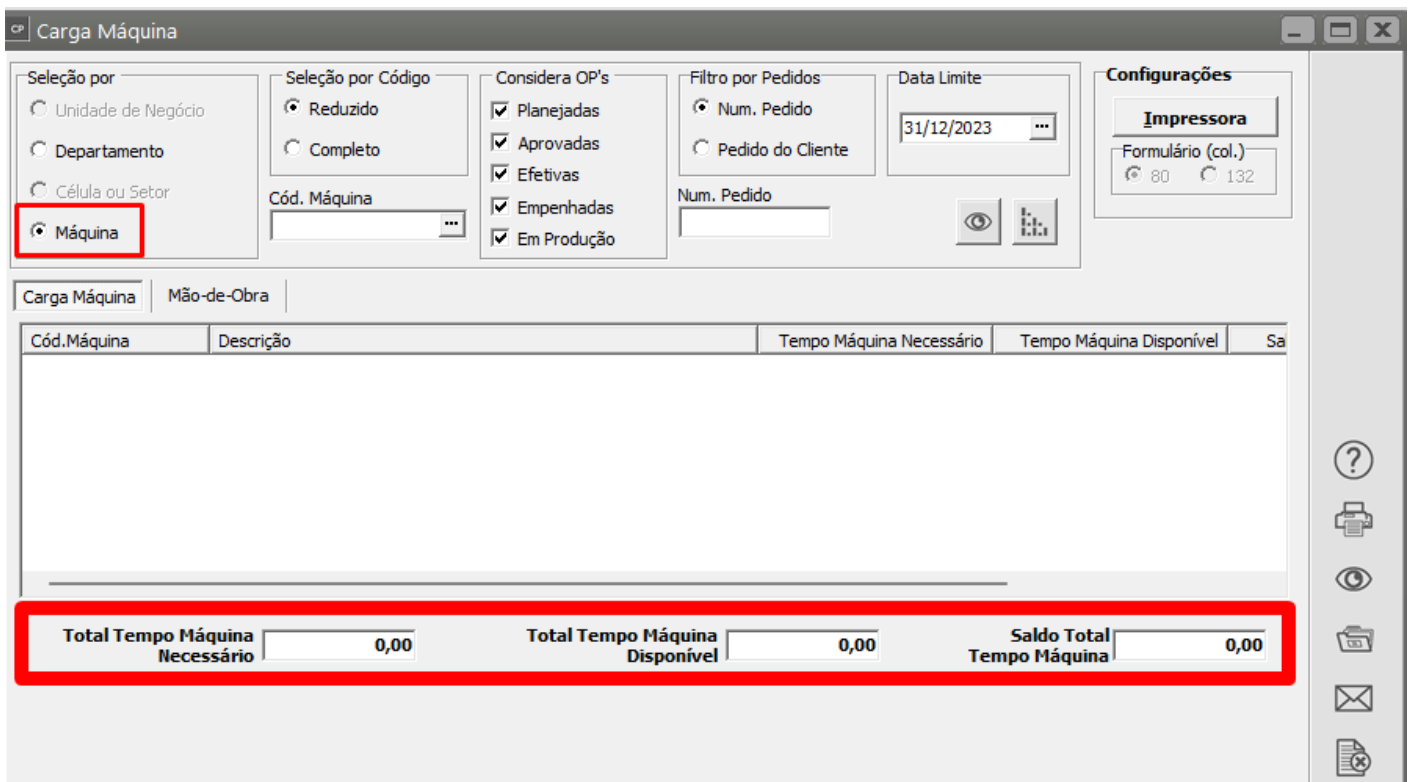 CP Carga Máquina
Seleção por
Unidade de Negócio
Departamento
Célula ou Setor
Máquina
Seleção por Código
Reduzido
Completo
Cód. Máquina
...
Considera OP's
Planejadas
Aprovadas
Efetivas
Empenhadas
Em Produção
Filtro por Pedidos
Num. Pedido
Pedido do Cliente
Num. Pedido
Data Limite
31/12/2023 ...
Configurações
Impressora
Formulário (col.)
80 132
Carga Máquina Mão-de-Obra
Cód.Máquina Descrição Tempo Máquina Necessário Tempo Máquina Disponível Sal
Total Tempo Máquina
Necessário
0,00
Total Tempo Máquina
Disponível
0,00
Saldo Total
Tempo Máquina
0,00